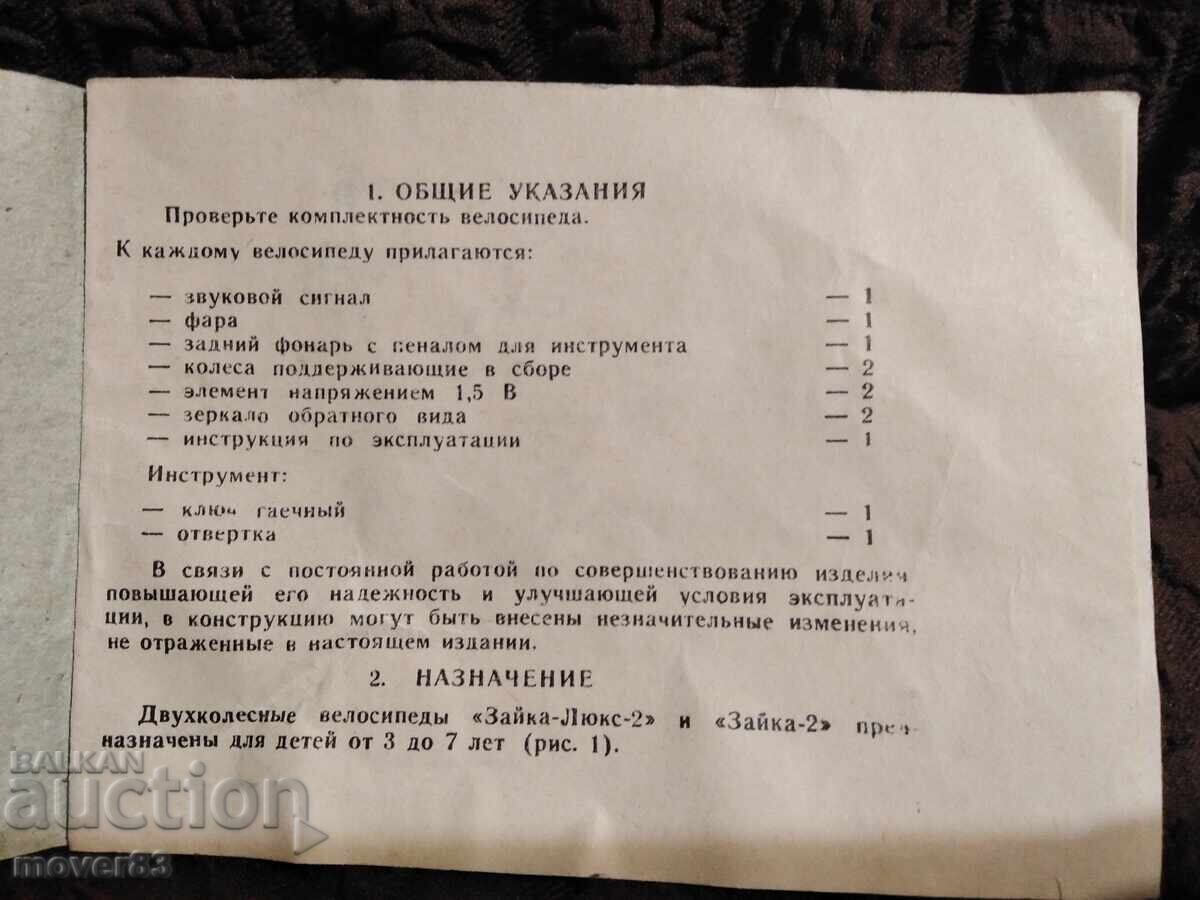 1. ОБЩИЕ УКАЗАНИЯ
Проверьте комплектность велосипеда.
К каждому велосипеду прилагаются:
— звуковой сигнал — 1
— фара — 1
— задний фонарь с пеналом для инструмента — 1
— колеса поддерживающие в сборе — 2
— элемент напряжением 1,5 В — 2
— зеркало обратного вида — 2
— инструкция по эксплуатации — 1
Инструмент:
— ключ гаечный — 1
— отвертка — 1
В связи с постоянной работой по совершенствованию изделия
повышающей его надежность и улучшающей условия эксплуата-
ции, в конструкцию могут быть внесены незначительные изменения,
не отраженные в настоящем издании.
2. НАЗНАЧЕНИЕ
Двухколесные велосипеды «Зайка-Люкс-2» и «Зайка-2» пред-
назначены для детей от 3 до 7 лет (рис. 1).
BALKAN
auction
mover83